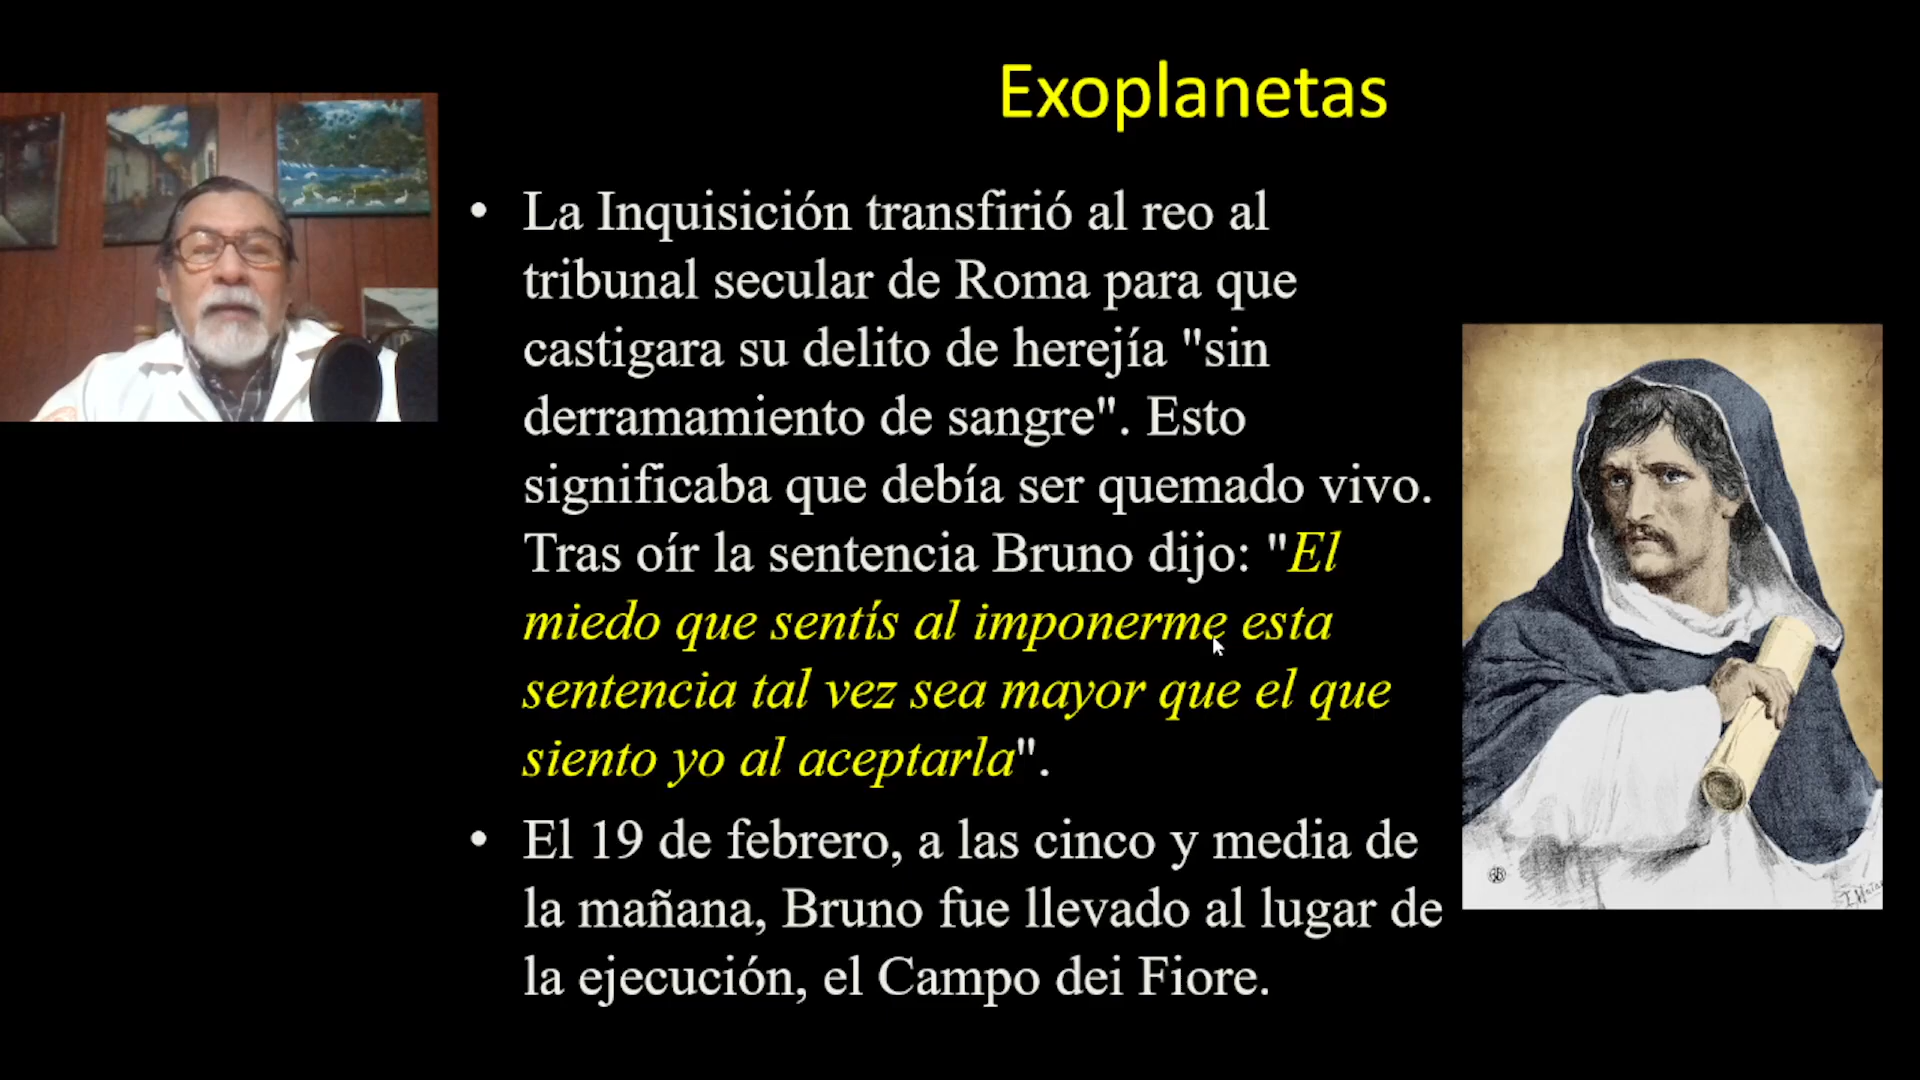 Exoplanetas
• La Inquisición transfirió al reo al
tribunal secular de Roma para que
castigara su delito de herejía "sin
derramamiento de sangre". Esto
significaba que debía ser quemado vivo.
Tras oír la sentencia Bruno dijo: "El
miedo que sentís al imponerme esta
sentencia tal vez sea mayor que el que
siento yo al aceptarla".
• El 19 de febrero, a las cinco y media de
la mañana, Bruno fue llevado al lugar de
la ejecución, el Campo dei Fiore.